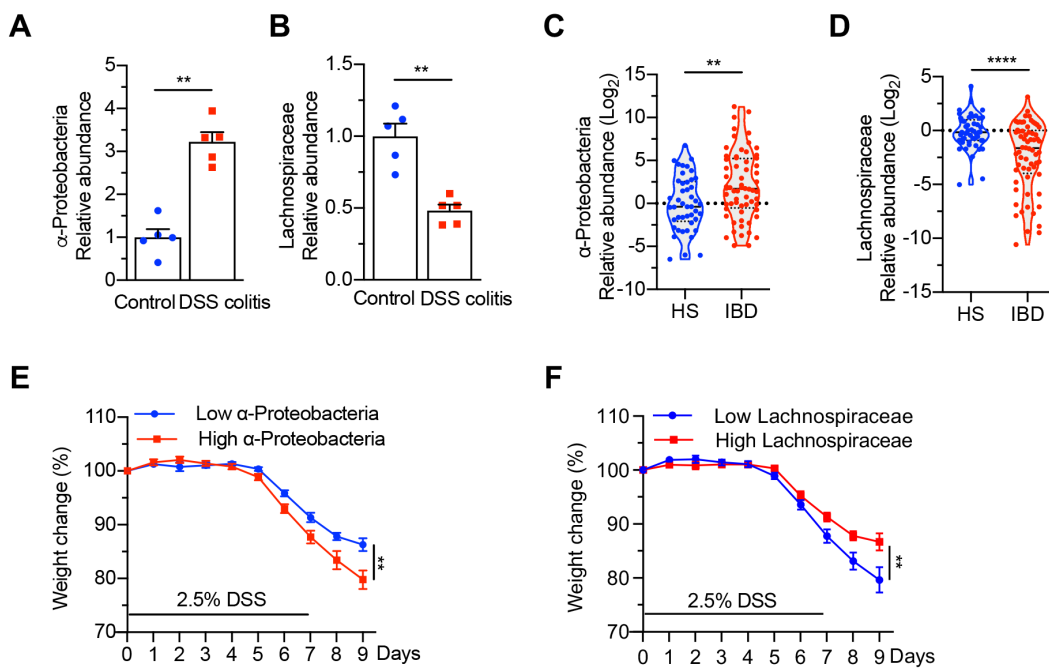 A
α-Proteobacteria
Relative abundance
5
4
3
2
1
0
**
Control DSS colitis
B
Lachnospiraceae
Relative abundance
1.5
1.0
0.5
0.0
**
Control DSS colitis
C
α-Proteobacteria
Relative abundance (Log2)
15
10
5
0
-5
-10
**
HS IBD
D
Lachnospiraceae
Relative abundance (Log2)
5
0
-5
-10
-15
****
HS IBD
E
Weight change (%)
110
100
90
80
70
Low α-Proteobacteria
High α-Proteobacteria
**
2.5% DSS
0 1 2 3 4 5 6 7 8 9 Days
F
Weight change (%)
110
100
90
80
70
Low Lachnospiraceae
High Lachnospiraceae
**
2.5% DSS
0 1 2 3 4 5 6 7 8 9 Days